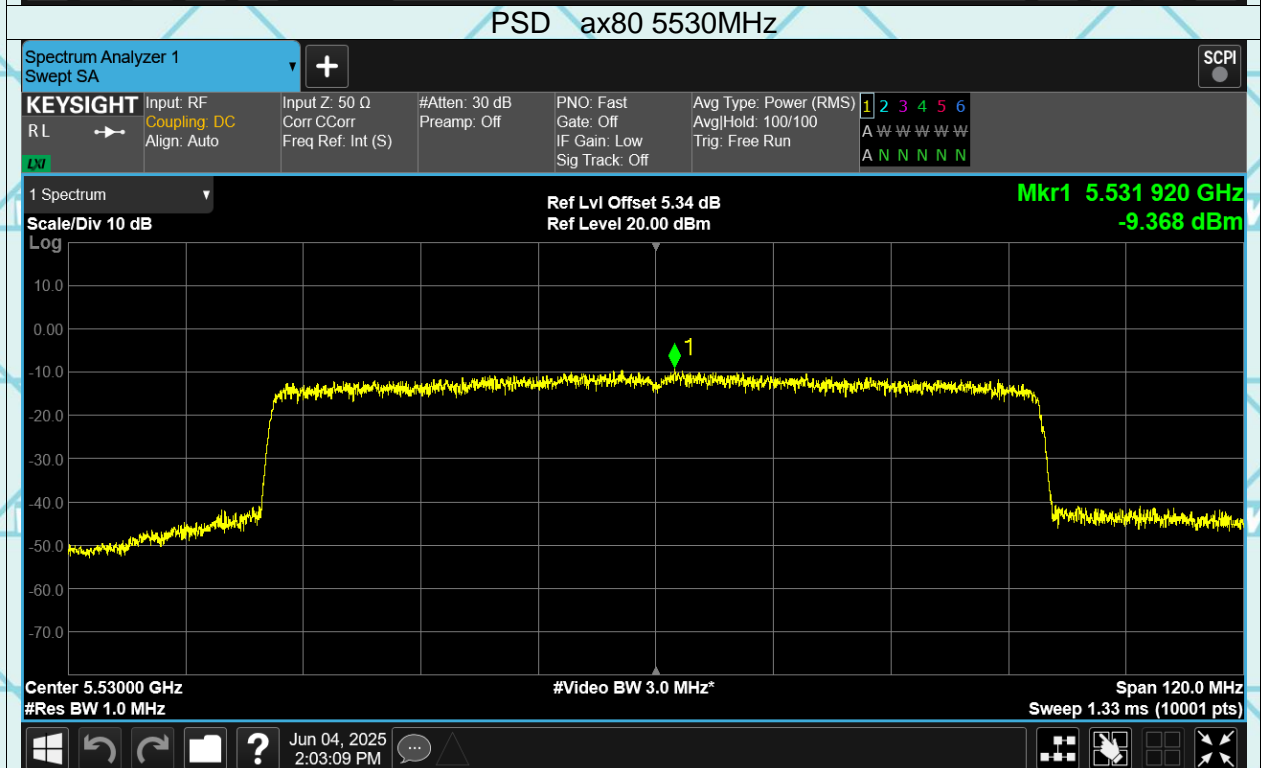 PSD ax80 5530MHz
Spectrum Analyzer 1
Swept SA
+
SCPI
KEYSIGHT
R L
LXI
Input: RF
Coupling: DC
Align: Auto
Input Z: 50 Ω
Corr CCorr
Freq Ref: Int (S)
#Atten: 30 dB
Preamp: Off
PNO: Fast
Gate: Off
IF Gain: Low
Sig Track: Off
Avg Type: Power (RMS)
Avg|Hold: 100/100
Trig: Free Run
1 2 3 4 5 6
A W W W W W
A N N N N N
1 Spectrum
Scale/Div 10 dB
Ref Lvl Offset 5.34 dB
Ref Level 20.00 dBm
Mkr1 5.531 920 GHz
-9.368 dBm
Log
10.0
0.00
-10.0
-20.0
-30.0
-40.0
-50.0
-60.0
-70.0
1
Center 5.53000 GHz
#Res BW 1.0 MHz
#Video BW 3.0 MHz*
Span 120.0 MHz
Sweep 1.33 ms (10001 pts)
?
Jun 04, 2025
2:03:09 PM